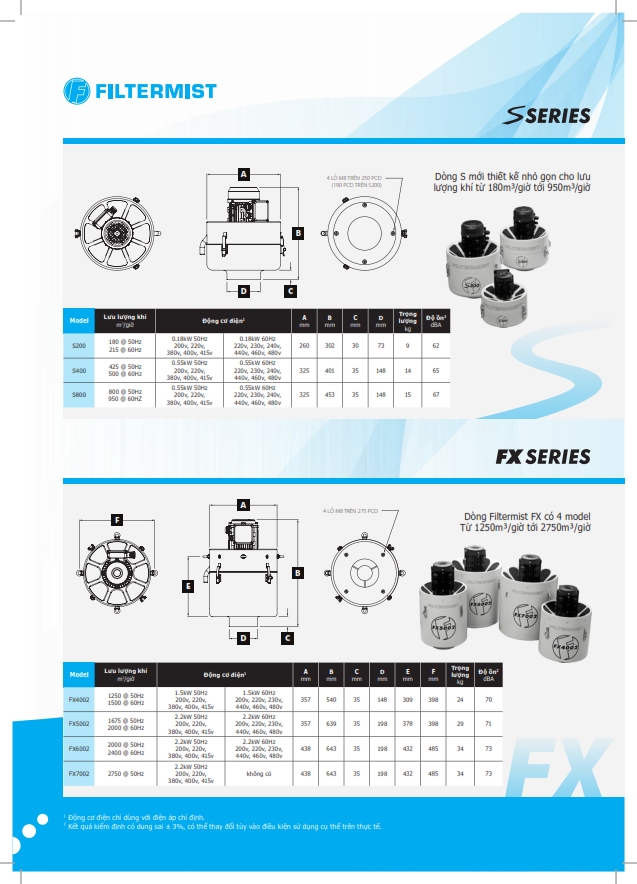 FILTERMIST
S SERIES
Dòng S mới thiết kế nhỏ gọn cho lưu
lượng khí từ 180m³/giờ tới 950m³/giờ
4 LỖ M8 TRÊN 250 PCD
(190 PCD TRÊN S200)
A
B
D
C
Model Lưu lượng khí m³/giờ Động cơ điện¹ A mm B mm C mm D mm Trọng lượng kg Độ ồn² dBA
S200 180 @ 50Hz 215 @ 60Hz 0.18kW 50Hz 200v, 220v, 380v, 400v, 415v 0.18kW 60Hz 220v, 230v, 240v, 440v, 460v, 480v 260 302 30 73 9 62
S400 425 @ 50Hz 500 @ 60Hz 0.55kW 50Hz 200v, 220v, 380v, 400v, 415v 0.55kW 60Hz 220v, 230v, 240v, 440v, 460v, 480v 325 401 35 148 14 65
S800 800 @ 50Hz 950 @ 60HZ 0.55kW 50Hz 200v, 220v, 380v, 400v, 415v 0.55kW 60Hz 220v, 230v, 240v, 440v, 460v, 480v 325 453 35 148 15 67
FX SERIES
Dòng Filtermist FX có 4 model
Từ 1250m³/giờ tới 2750m³/giờ
4 LỖ M8 TRÊN 275 PCD
F
A
E
B
D
C
Model Lưu lượng khí m³/giờ Động cơ điện¹ A mm B mm C mm D mm E mm F mm Trọng lượng kg Độ ồn² dBA
FX4002 1250 @ 50Hz 1500 @ 60Hz 1.5kW 50Hz 200v, 220v, 380v, 400v, 415v 1.5kW 60Hz 200v, 220v, 230v, 440v, 460v, 480v 357 540 35 148 309 398 24 70
FX5002 1675 @ 50Hz 2000 @ 60Hz 2.2kW 50Hz 200v, 220v, 380v, 400v, 415v 2.2kW 60Hz 200v, 220v, 230v, 440v, 460v, 480v 357 639 35 198 378 398 29 71
FX6002 2000 @ 50Hz 2400 @ 60Hz 2.2kW 50Hz 200v, 220v, 380v, 400v, 415v 2.2kW 60Hz 200v, 220v, 230v, 440v, 460v, 480v 438 643 35 198 432 485 34 73
FX7002 2750 @ 50Hz 2.2kW 50Hz 200v, 220v, 380v, 400v, 415v không có 438 643 35 198 432 485 34 73
FX
¹ Động cơ điện chỉ dùng với điện áp chỉ định.
² Kết quả kiểm định có dung sai ± 3%, có thể thay đổi tùy vào điều kiện sử dụng cụ thể trên thực tế.